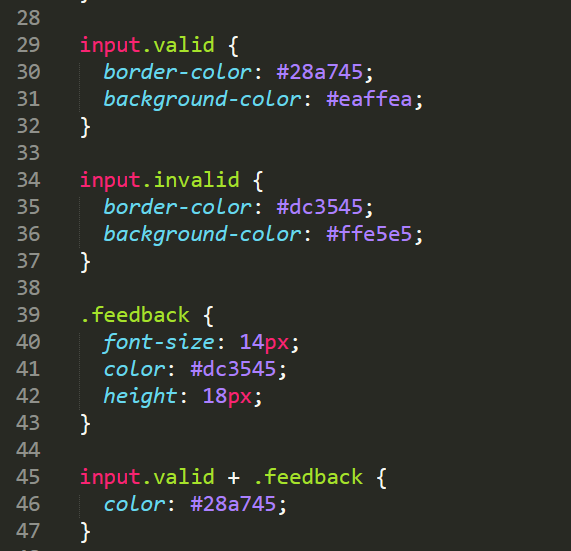 28
29 input.valid {
30   border-color: #28a745;
31   background-color: #eaffea;
32 }
33
34 input.invalid {
35   border-color: #dc3545;
36   background-color: #ffe5e5;
37 }
38
39 .feedback {
40   font-size: 14px;
41   color: #dc3545;
42   height: 18px;
43 }
44
45 input.valid + .feedback {
46   color: #28a745;
47 }